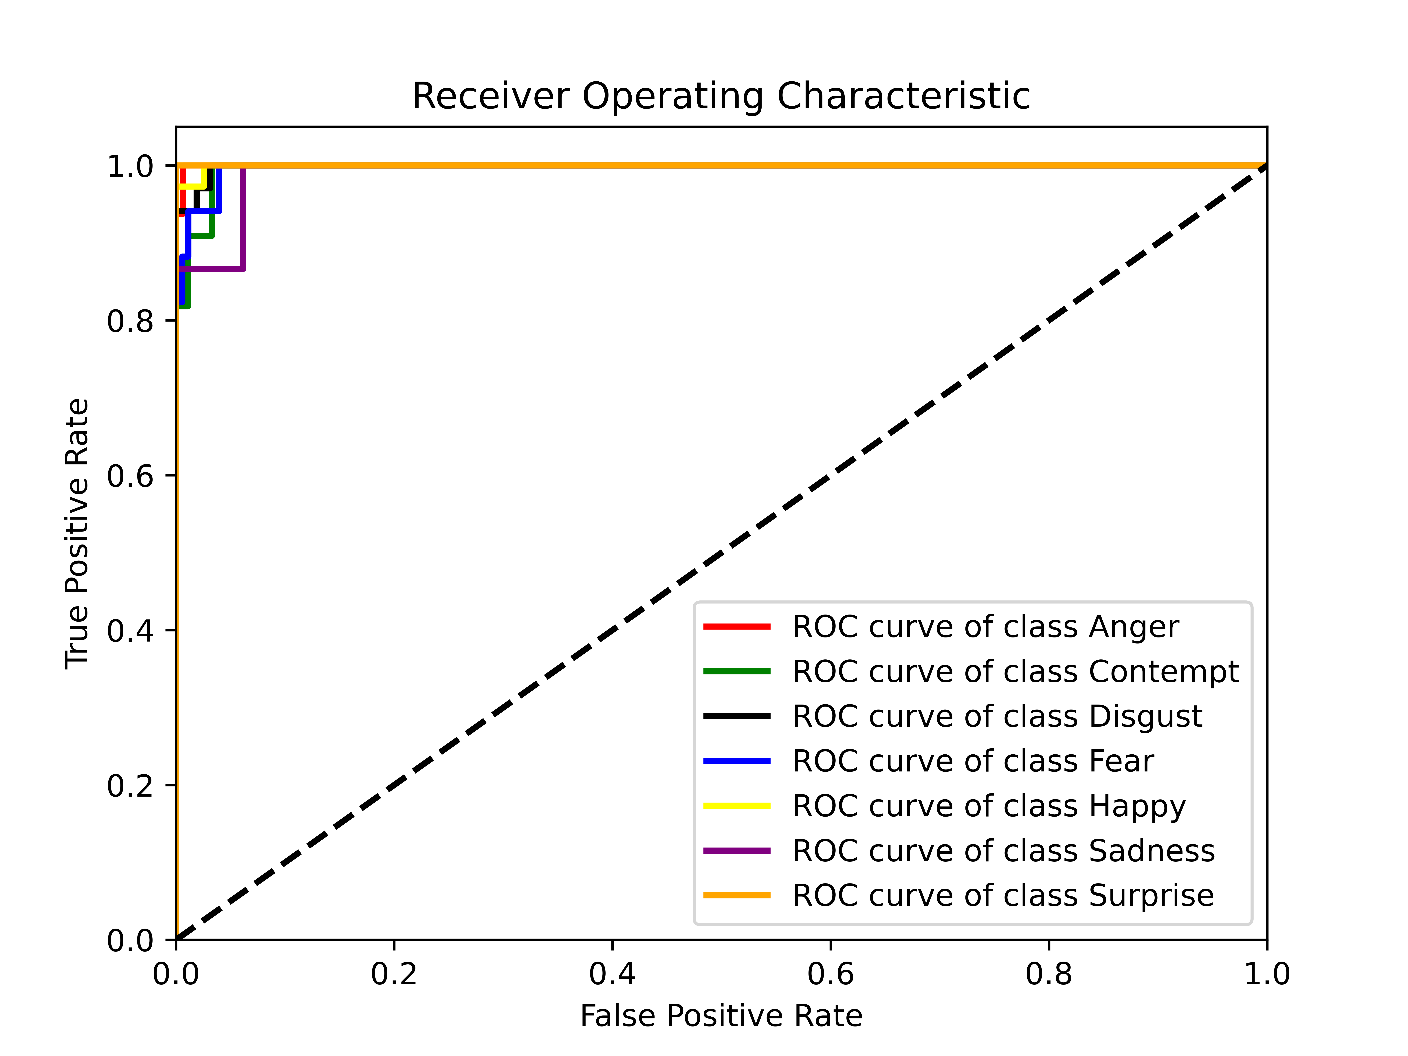 Receiver Operating Characteristic
1.0
0.8
0.6
0.4
0.2
0.0
True Positive Rate
ROC curve of class Anger
ROC curve of class Contempt
ROC curve of class Disgust
ROC curve of class Fear
ROC curve of class Happy
ROC curve of class Sadness
ROC curve of class Surprise
0.0 0.2 0.4 0.6 0.8 1.0
False Positive Rate